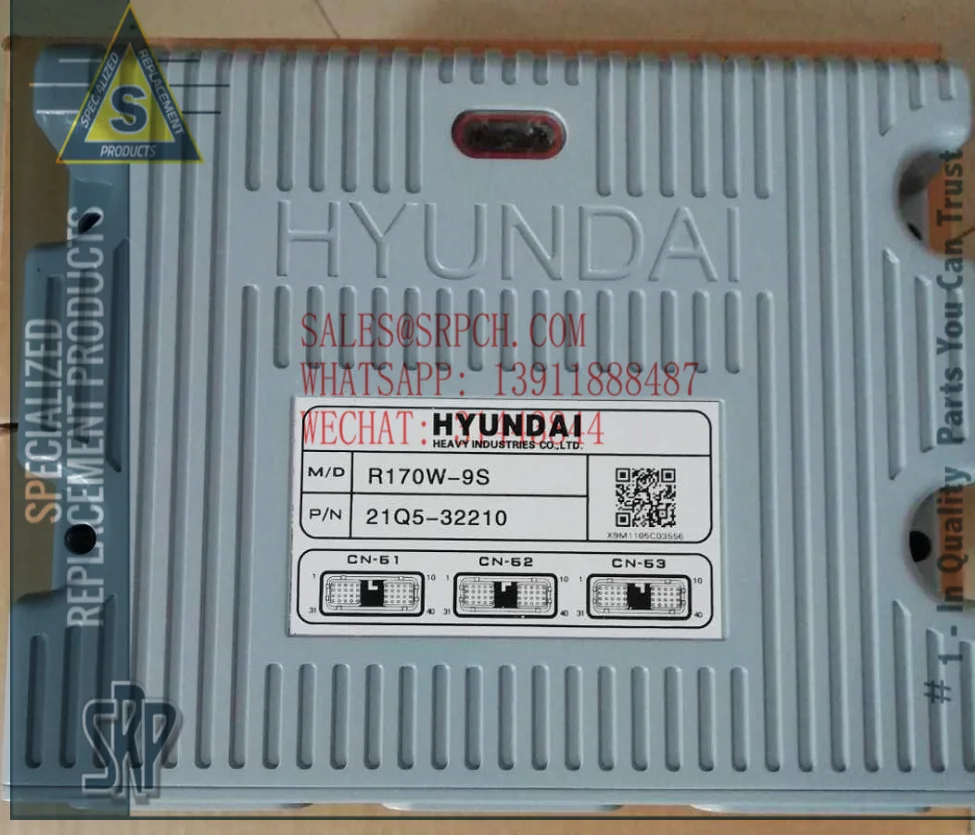 SPECIALIZED
REPLACEMENT
S
PRODUCTS
HYUNDAI
SALES@SRPCH.COM
WHATSAPP: 13911888487
WECHAT:
HYUNDAI
HEAVY INDUSTRIES CO.,LTD.
M/D R170W-9S
P/N 21Q5-32210
X9M1105C03556
CN-51 CN-52 CN-53
1 10 1 10 1 10
31 40 31 40 31 40
SPECIALIZED
REPLACEMENT PRODUCTS
SRP
# 1 - In Quality Parts You Can Trust